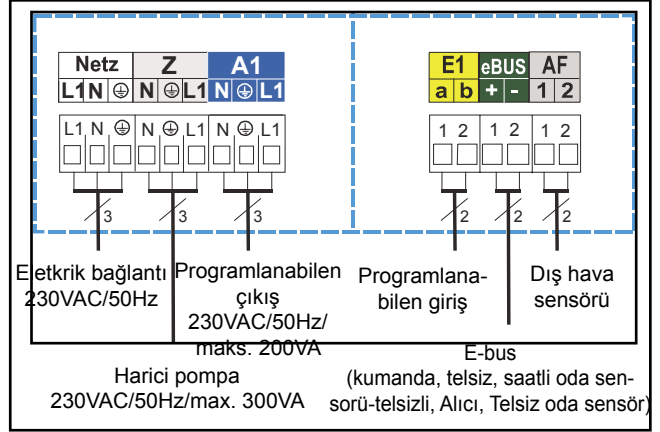 Netz Z A1 E1 eBUS AF
L1 N N L1 N L1 a b + - 1 2
L1 N N L1 N L1 1 2 1 2 1 2
3 3 3 2 2 2
Eletkrik bağlantı
230VAC/50Hz
Programlanabilen
çıkış
230VAC/50Hz/
maks. 200VA
Programlana-
bilen giriş
Dış hava
sensörü
Harici pompa
230VAC/50Hz/max. 300VA
E-bus
(kumanda, telsiz, saatli oda sen-
sorü-telsizli, Alıcı, Telsiz oda sensör)